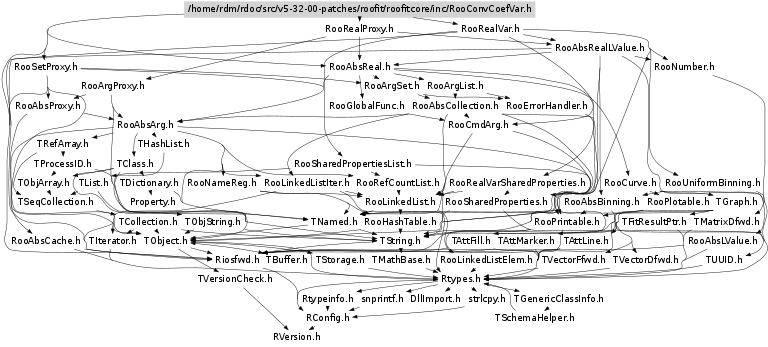 /home/rdm/rdoc/src/v5-32-00-patches/roofit/roofitcore/inc/RooConvCoefVar.h
RooRealProxy.h RooRealVar.h
RooAbsRealLValue.h
RooSetProxy.h RooAbsReal.h RooNumber.h
RooArgProxy.h RooArgSet.h RooArgList.h
RooAbsProxy.h RooGlobalFunc.h RooAbsCollection.h RooErrorHandler.h
RooAbsArg.h RooCmdArg.h
TRefArray.h THashList.h
TProcessID.h TClass.h RooSharedPropertiesList.h
TObjArray.h TList.h TDictionary.h RooNameReg.h RooLinkedListIter.h RooRefCountList.h RooRealVarSharedProperties.h RooCurve.h RooUniformBinning.h
TSeqCollection.h Property.h RooLinkedList.h RooSharedProperties.h RooAbsBinning.h RooPlotable.h TGraph.h
TCollection.h TObjString.h TNamed.h RooHashTable.h RooPrintable.h TFitResultPtr.h TMatrixDfwd.h
RooAbsCache.h TIterator.h TObject.h TString.h TAttFill.h TAttMarker.h TAttLine.h RooAbsLValue.h
Riosfwd.h TBuffer.h TStorage.h TMathBase.h RooLinkedListElem.h TVectorFfwd.h TVectorDfwd.h TUUID.h
TVersionCheck.h Rtypes.h
Rtypeinfo.h snprintf.h DllImport.h strlcpy.h TGenericClassInfo.h
RConfig.h TSchemaHelper.h
RVersion.h